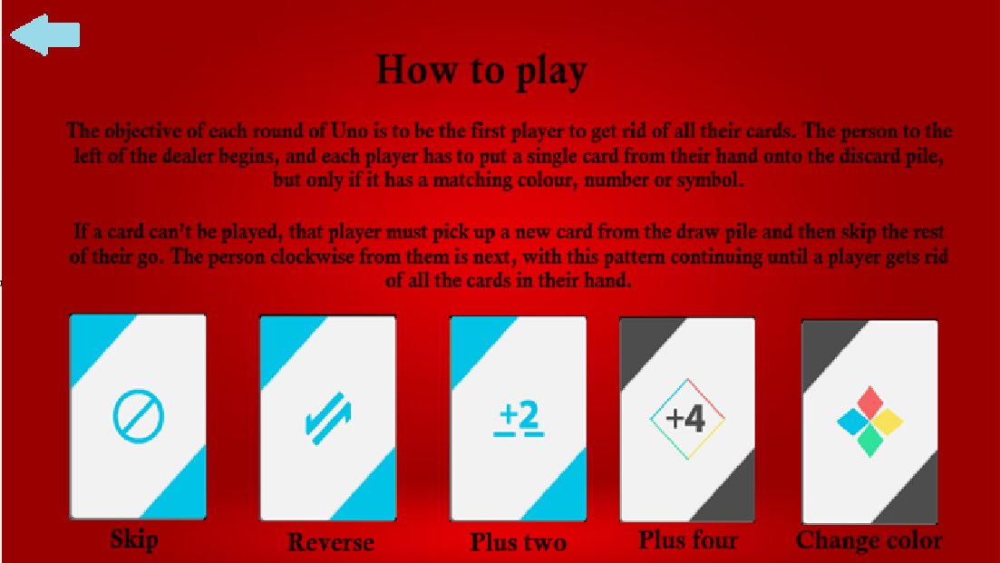 How to play
The objective of each round of Uno is to be the first player to get rid of all their cards. The person to the
left of the dealer begins, and each player has to put a single card from their hand onto the discard pile,
but only if it has a matching colour, number or symbol.
If a card can't be played, that player must pick up a new card from the draw pile and then skip the rest
of their go. The person clockwise from them is next, with this pattern continuing until a player gets rid
of all the cards in their hand.
+2
+4
Skip
Reverse
Plus two
Plus four
Change color